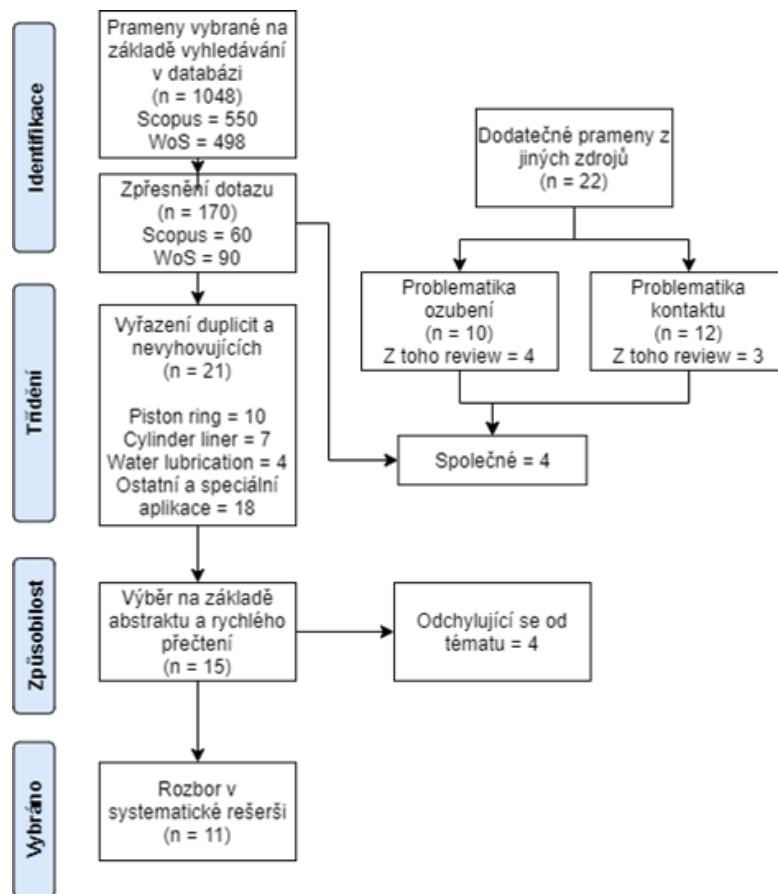 Identifikace
Prameny vybrané na
základě vyhledávání
v databázi
(n = 1048)
Scopus = 550
WoS = 498
Zpřesnění dotazu
(n = 170)
Scopus = 60
WoS = 90
Dodatečné prameny z
jiných zdrojů
(n = 22)
Problematika
ozubení
(n = 10)
Z toho review = 4
Problematika
kontaktu
(n = 12)
Z toho review = 3
Třídění
Vyřazení duplicit a
nevyhovujících
(n = 21)
Piston ring = 10
Cylinder liner = 7
Water lubrication = 4
Ostatní a speciální
aplikace = 18
Společné = 4
Způsobilost
Výběr na základě
abstraktu a rychlého
přečtení
(n = 15)
Odchylující se od
tématu = 4
Vybráno
Rozbor v
systematické rešerši
(n = 11)